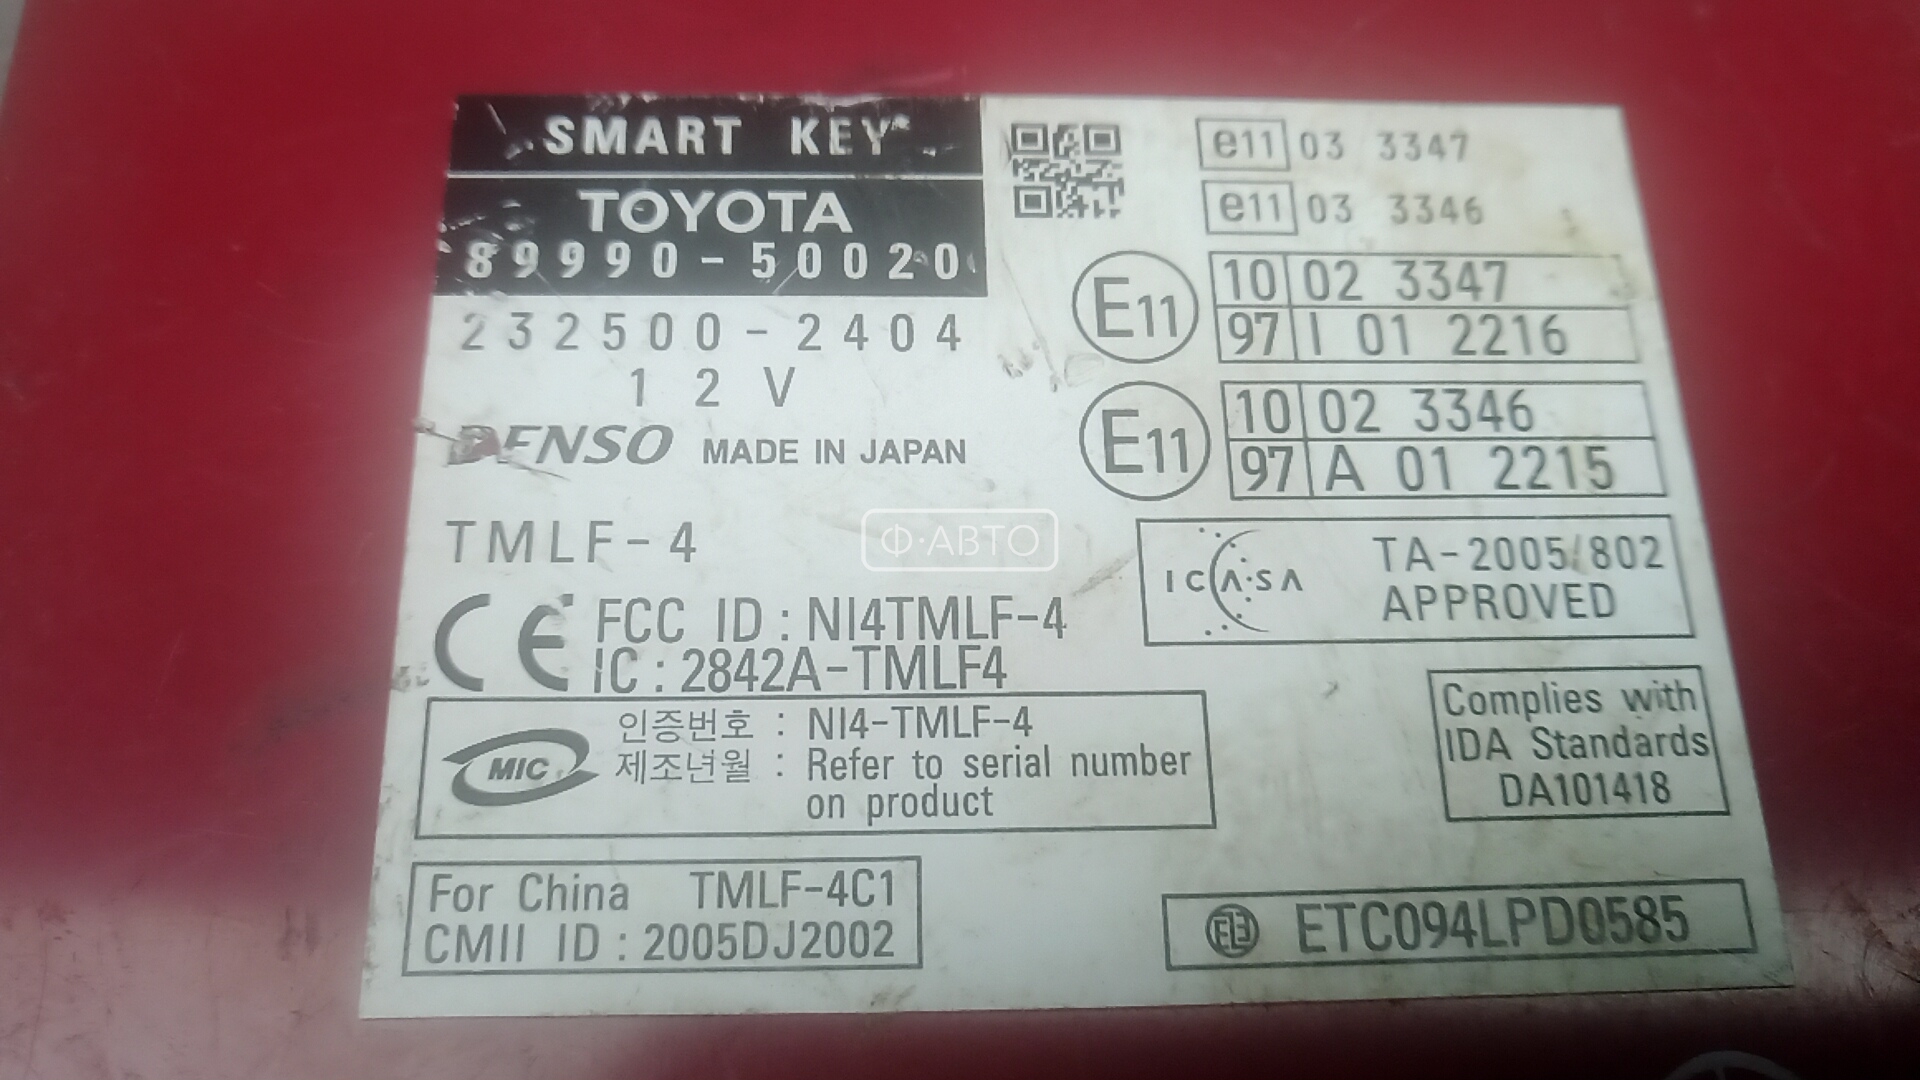 SMART KEY
TOYOTA
89990-50020
232500-2404
12V
DENSO MADE IN JAPAN
TMLF-4
CE FCC ID : NI4TMLF-4
IC : 2842A-TMLF4
MIC
인증번호 : NI4-TMLF-4
제조년월 : Refer to serial number
on product
For China TMLF-4C1
CMII ID : 2005DJ2002
e11 03 3347
e11 03 3346
E11 10 02 3347
97 I 01 2216
E11 10 02 3346
97 A 01 2215
ICASA TA-2005/802
APPROVED
Complies with
IDA Standards
DA101418
ETC094LPD0585
Ф·АВТО